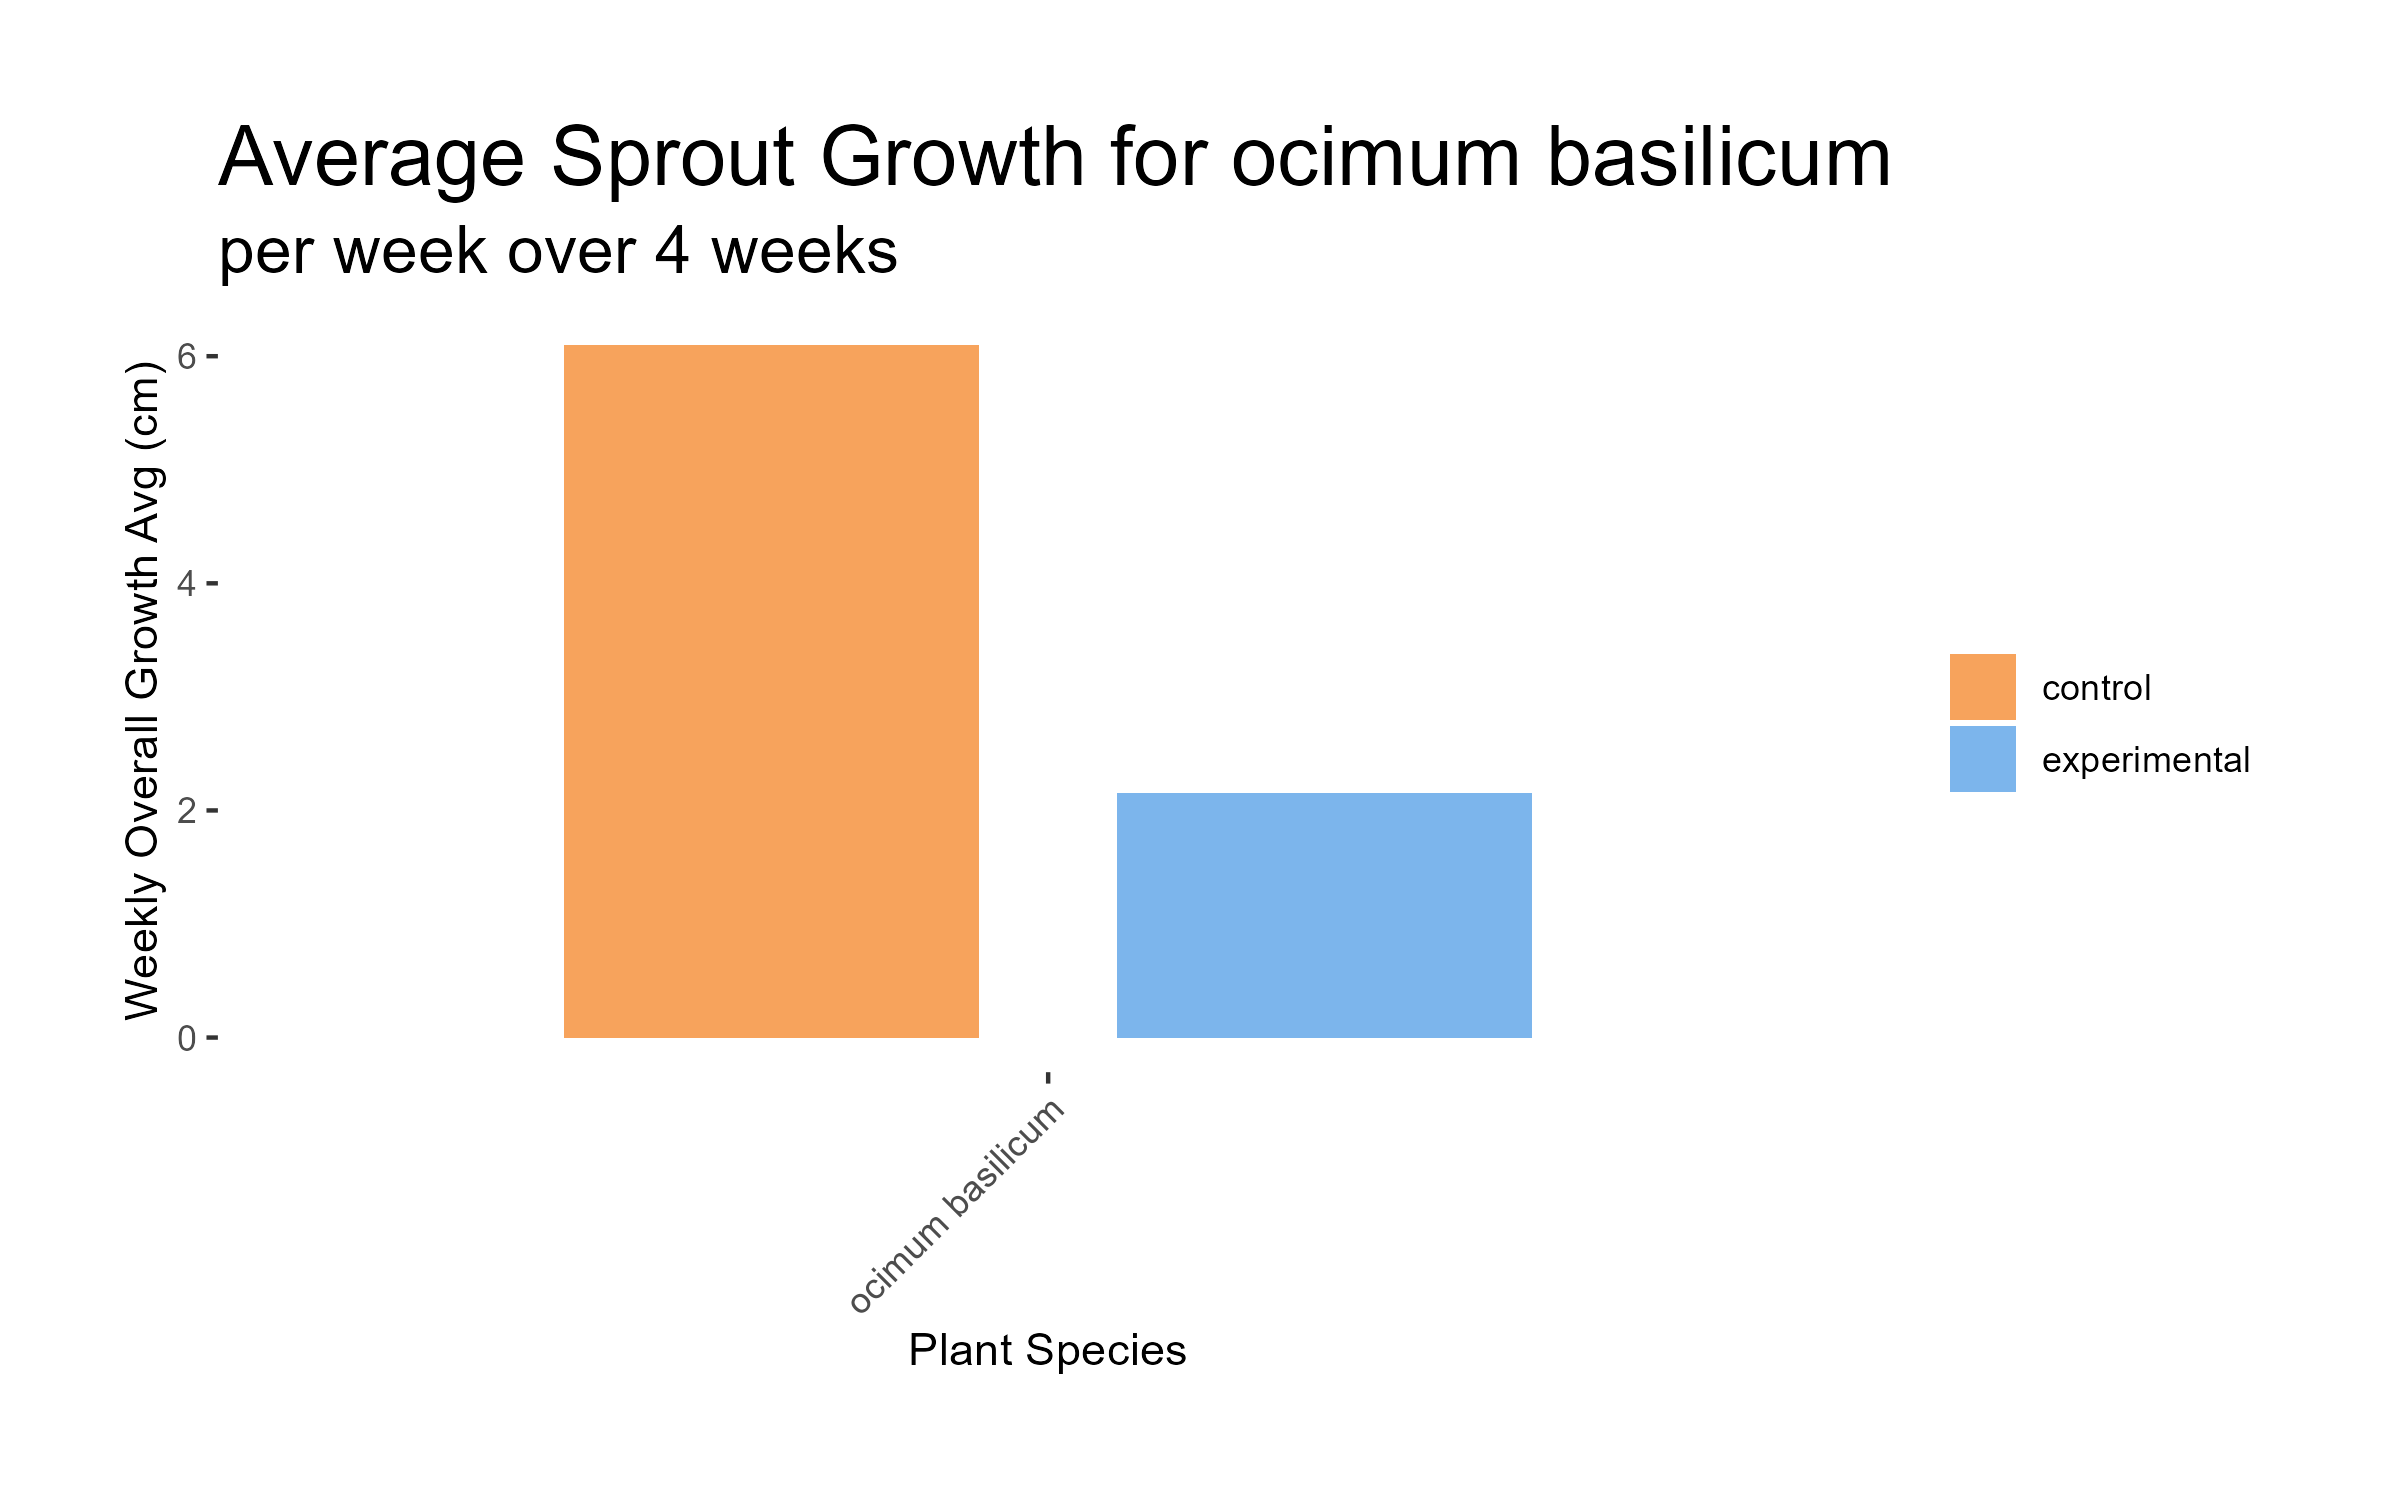 Average Sprout Growth for ocimum basilicum
per week over 4 weeks
Weekly Overall Growth Avg (cm)
6
4
2
0
control
experimental
ocimum basilicum
Plant Species